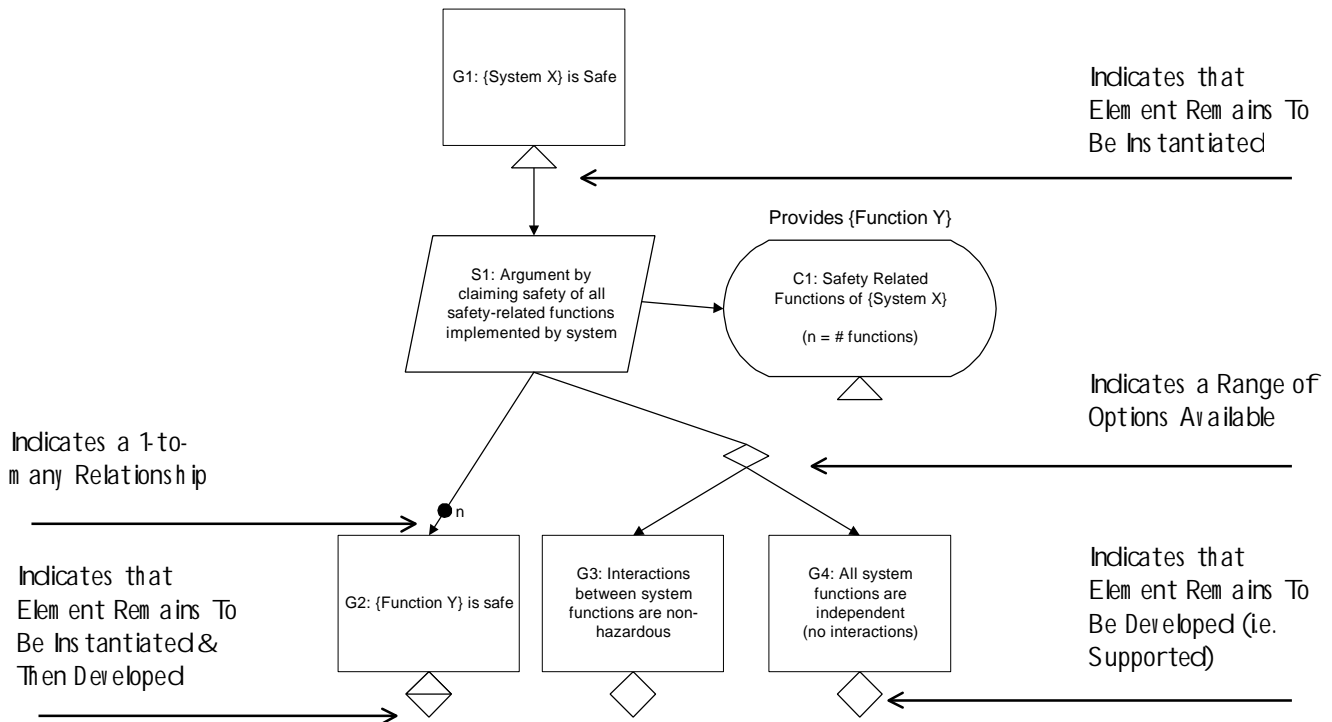 G1: {System X} is Safe
Indicates that
Element Remains To
Be Instantiated
Provides {Function Y}
S1: Argument by
claiming safety of all
safety-related functions
implemented by system
C1: Safety Related
Functions of {System X}
(n = # functions)
Indicates a Range of
Options Available
Indicates a 1-to-
many Relationship
n
Indicates that
Element Remains To
Be Instantiated &
Then Developed
G2: {Function Y} is safe
G3: Interactions
between system
functions are non-
hazardous
G4: All system
functions are
independent
(no interactions)
Indicates that
Element Remains To
Be Developed (i.e.
Supported)